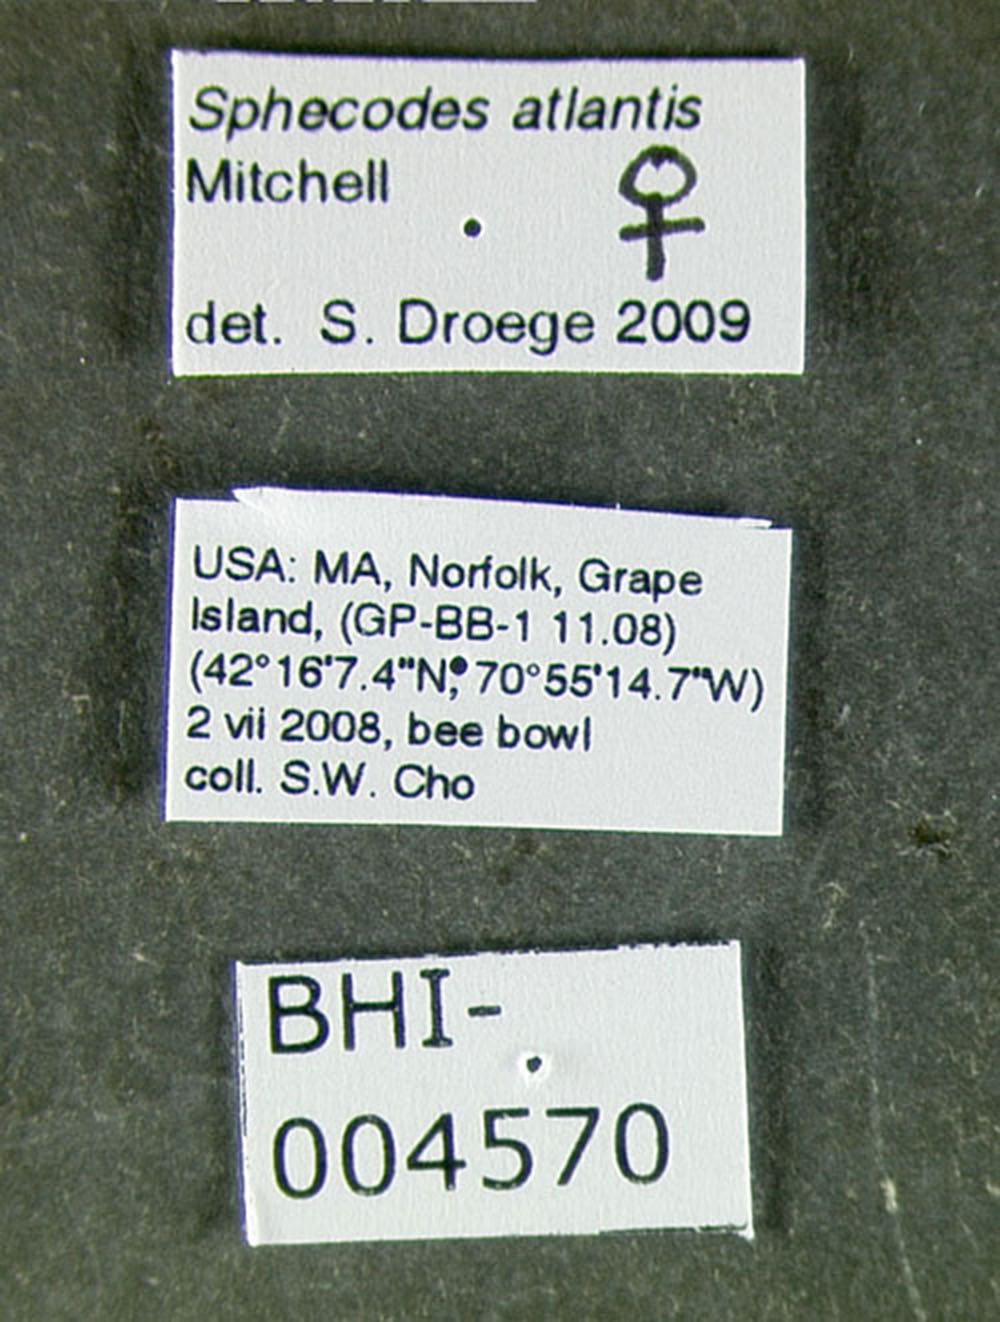 Sphecodes atlantis
Mitchell ♀
det. S. Droege 2009
USA: MA, Norfolk, Grape
Island, (GP-BB-1 11.08)
(42°16'7.4"N; 70°55'14.7"W)
2 vii 2008, bee bowl
coll. S.W. Cho
BHI-
004570